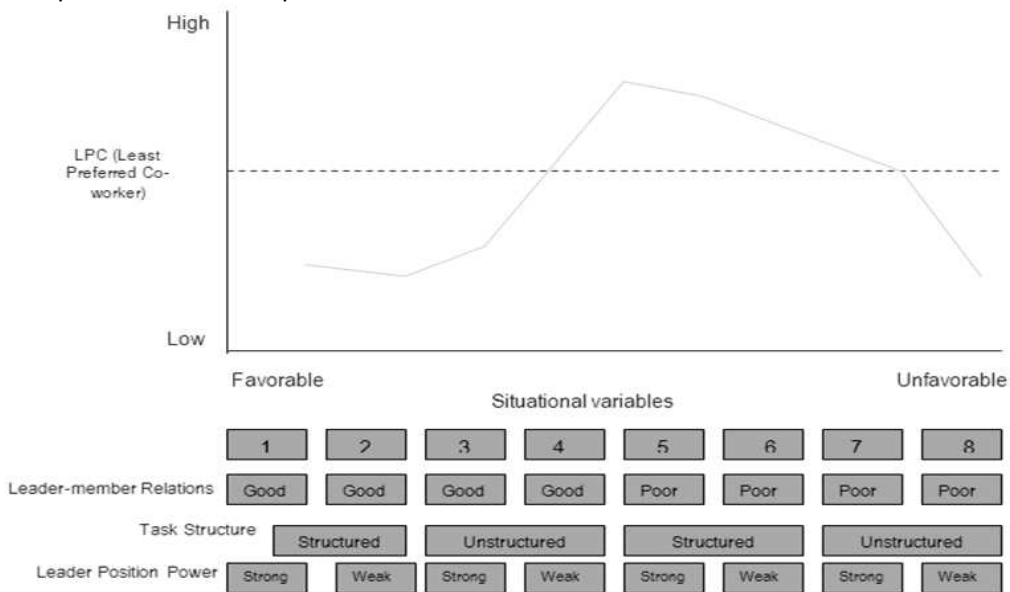 High
LPC (Least
Preferred Co-
worker)
Low
Favorable
Unfavorable
Situational variables
1 2 3 4 5 6 7 8
Leader-member Relations Good Good Good Good Poor Poor Poor Poor
Task Structure Structured Unstructured Structured Unstructured
Leader Position Power Strong Weak Strong Weak Strong Weak Strong Weak